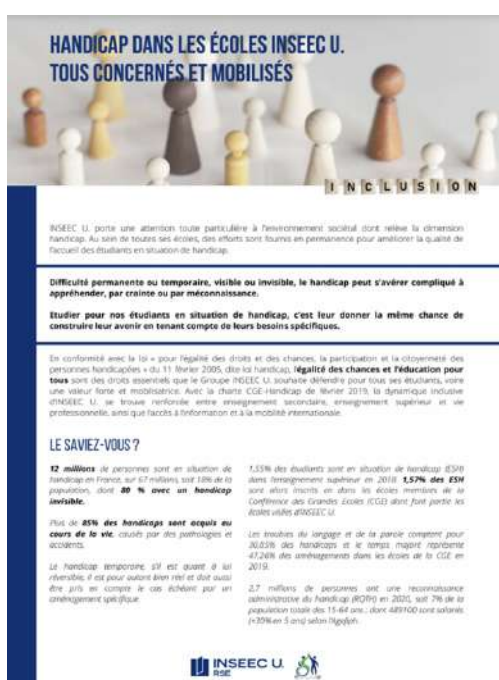 HANDICAP DANS LES ÉCOLES INSEEC U.
TOUS CONCERNÉS ET MOBILISÉS
INCLUSION
INSEEC U. porte une attention toute particulière à l'environnement sociétal dont relève la dimension
handicap. Au sein de toutes ses écoles, des efforts sont fournis en permanence pour améliorer la qualité de
l'accueil des étudiants en situation de handicap.
Difficulté permanente ou temporaire, visible ou invisible, le handicap peut s'avérer compliqué à
appréhender, par crainte ou par méconnaissance.
Etudier pour nos étudiants en situation de handicap, c'est leur donner la même chance de
construire leur avenir en tenant compte de leurs besoins spécifiques.
En conformité avec la loi « pour l'égalité des droits et des chances, la participation et la citoyenneté des
personnes handicapées » du 11 février 2005, dite loi handicap, l'égalité des chances et l'éducation pour
tous sont des droits essentiels que le Groupe INSEEC U. souhaite défendre pour tous ses étudiants, voire
une valeur forte et mobilisatrice. Avec la charte CGE-Handicap de février 2019, la dynamique inclusive
d'INSEEC U. se trouve renforcée entre enseignement secondaire, enseignement supérieur et vie
professionnelle, ainsi que l'accès à l'information et à la mobilité internationale.
LE SAVIEZ-VOUS ?
12 millions de personnes sont en situation de
handicap en France, sur 67 millions, soit 18% de la
population, dont 80 % avec un handicap
invisible.
Plus de 85% des handicaps sont acquis au
cours de la vie, causés par des pathologies et
accidents.
Le handicap temporaire, s'il est quant à lui
réversible, il est pour autant bien réel et doit aussi
être pris en compte le cas échéant par un
aménagement spécifique.
1,55% des étudiants sont en situation de handicap (ESH)
dans l'enseignement supérieur en 2018. 1,57% des ESH
sont alors inscrits en dans les écoles membres de la
Conférence des Grandes Ecoles (CGE) dont font partie les
écoles visées d'INSEEC U.
Les troubles du langage et de la parole comptent pour
30,85% des handicaps et le temps majoré représente
47,26% des aménagements dans les écoles de la CGE en
2019.
2,7 millions de personnes ont une reconnaissance
administrative du handicap (RQTH) en 2020, soit 7% de la
population totale des 15-64 ans ; dont 489100 sont salariés
(+35% en 5 ans) selon l'Agefiph.
INSEEC U.
RSE